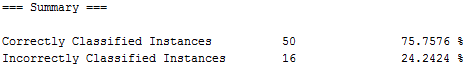 === Summary ===
Correctly Classified Instances 50 75.7576 %
Incorrectly Classified Instances 16 24.2424 %